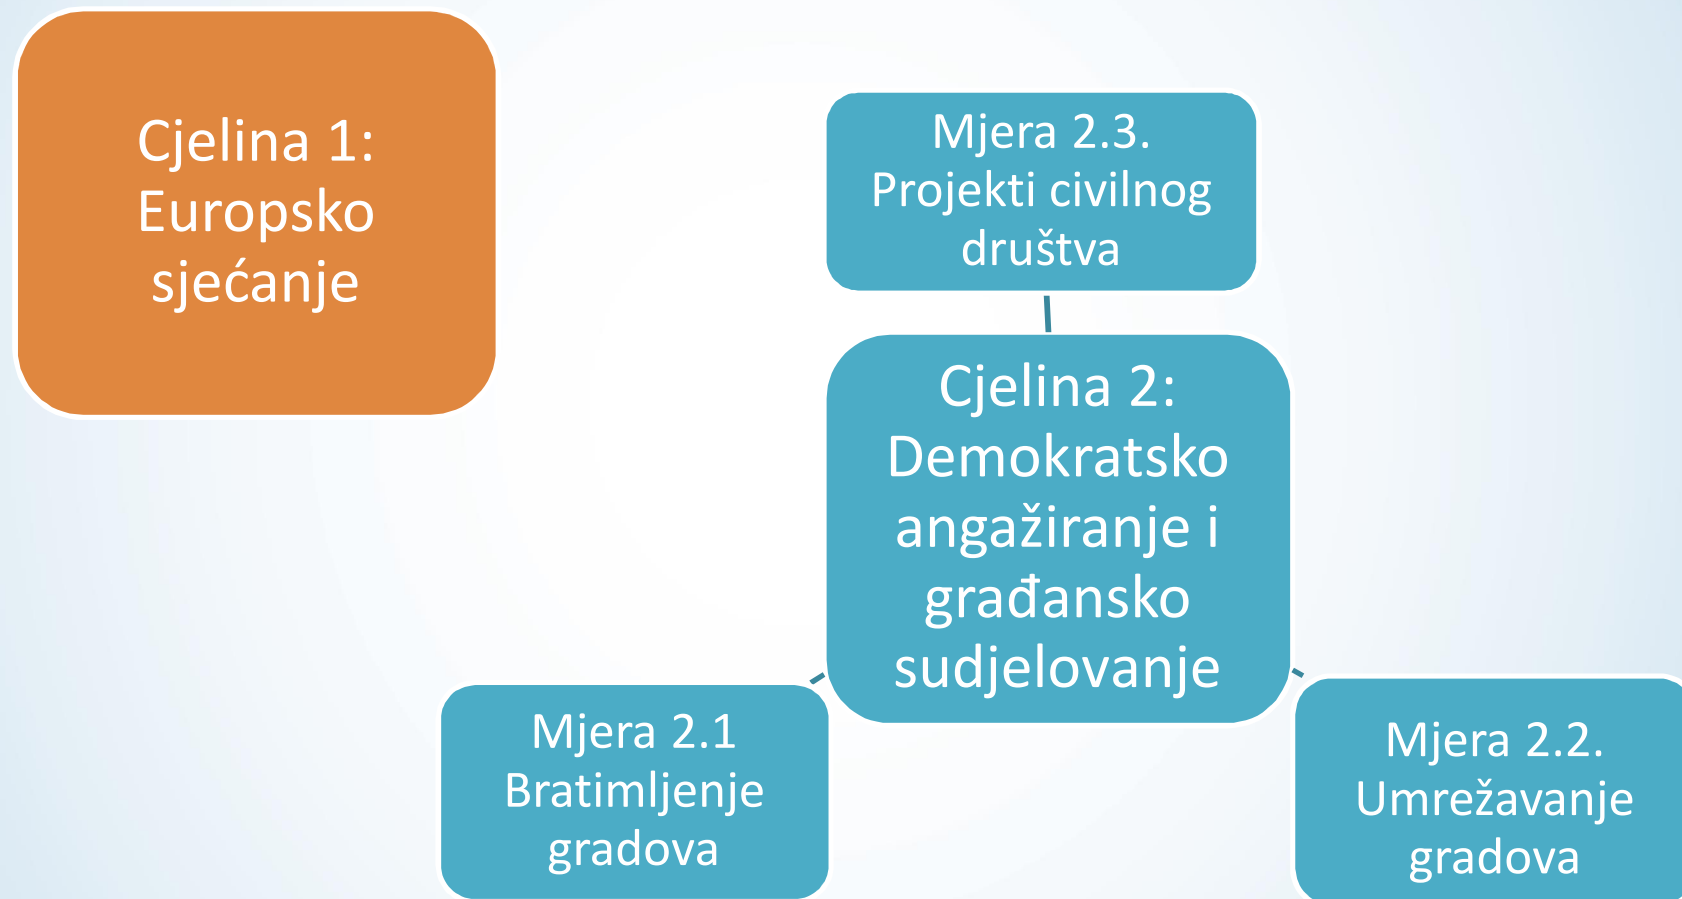 Cjelina 1:
Europsko
sjećanje
Mjera 2.3.
Projekti civilnog
društva
Cjelina 2:
Demokratsko
angažiranje i
građansko
sudjelovanje
Mjera 2.1
Bratimljenje
gradova
Mjera 2.2.
Umrežavanje
gradova